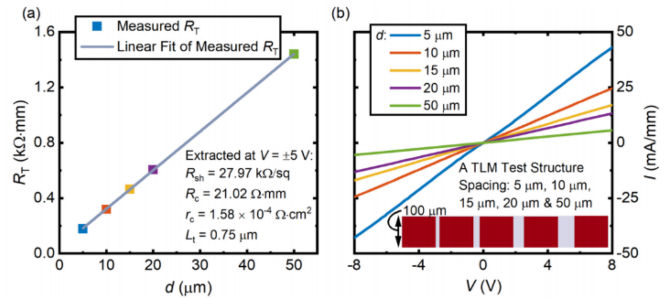 (a)
Measured R_T
Linear Fit of Measured R_T
1.6
1.2
0.8
0.4
0.0
R_T (kΩ·mm)
Extracted at V = ±5 V:
R_sh = 27.97 kΩ/sq
R_c = 21.02 Ω·mm
r_c = 1.58 × 10⁻⁴ Ω·cm²
L_t = 0.75 μm
0 10 20 30 40 50
d (μm)
(b)
d:
5 μm
10 μm
15 μm
20 μm
50 μm
50
25
0
-25
-50
I (mA/mm)
A TLM Test Structure
Spacing: 5 μm, 10 μm,
15 μm, 20 μm & 50 μm
100 μm
-8 -4 0 4 8
V (V)